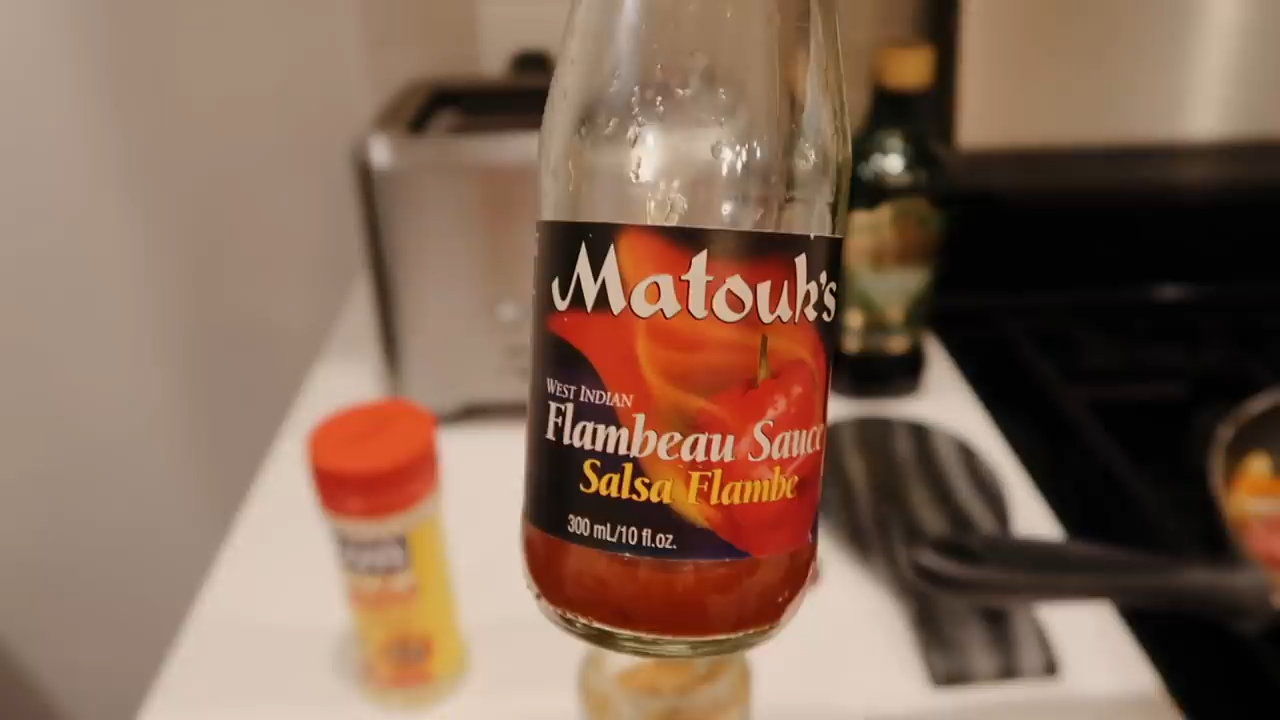 Matouk's
WEST INDIAN
Flambeau Sauce
Salsa Flambe
300 mL/10 fl.oz.